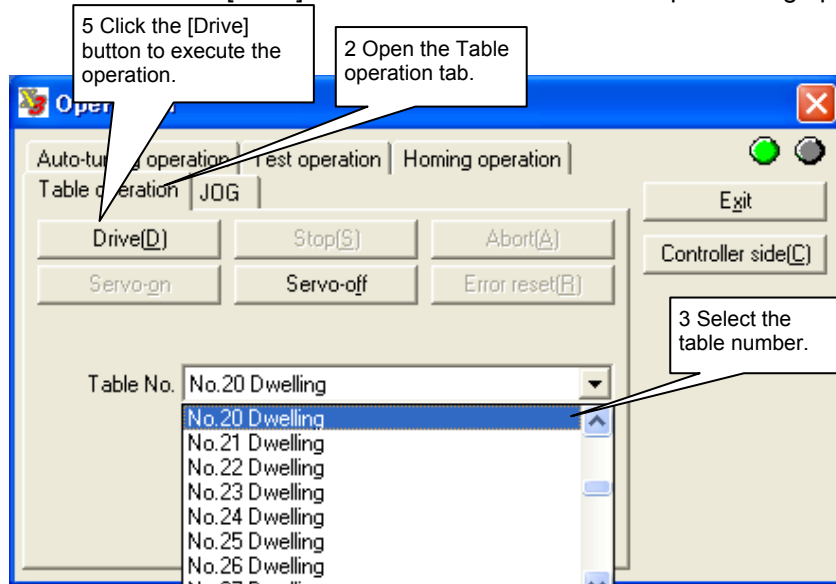 5 Click the [Drive]
button to execute the
operation.
2 Open the Table
operation tab.
Auto-tuning operation Test operation Homing operation
Table operation JOG
Exit
Drive(D) Stop(S) Abort(A)
Controller side(C)
Servo-on Servo-off Error reset(R)
3 Select the
table number.
Table No. No.20 Dwelling
No.20 Dwelling
No.21 Dwelling
No.22 Dwelling
No.23 Dwelling
No.24 Dwelling
No.25 Dwelling
No.26 Dwelling